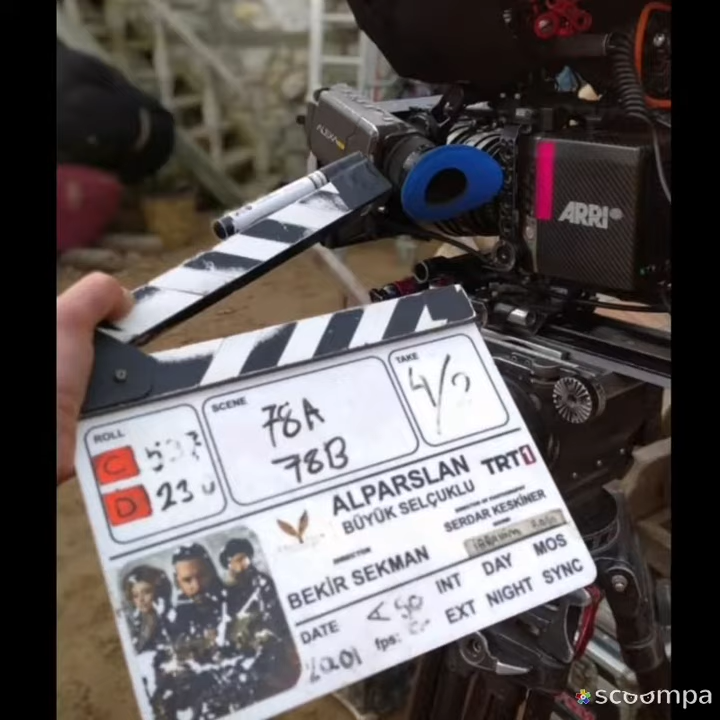 ALEXA
ARRI
ROLL
C
D
SCENE
78A
78B
TAKE
4/2
ALPARSLAN
BÜYÜK SELÇUKLU
TRT1
DIRECTOR OF PHOTOGRAPHY
SERDAR KESKİNER
DIRECTOR
BEKİR SEKMAN
DATE
fps:
INT DAY MOS
EXT NIGHT SYNC
scoompa